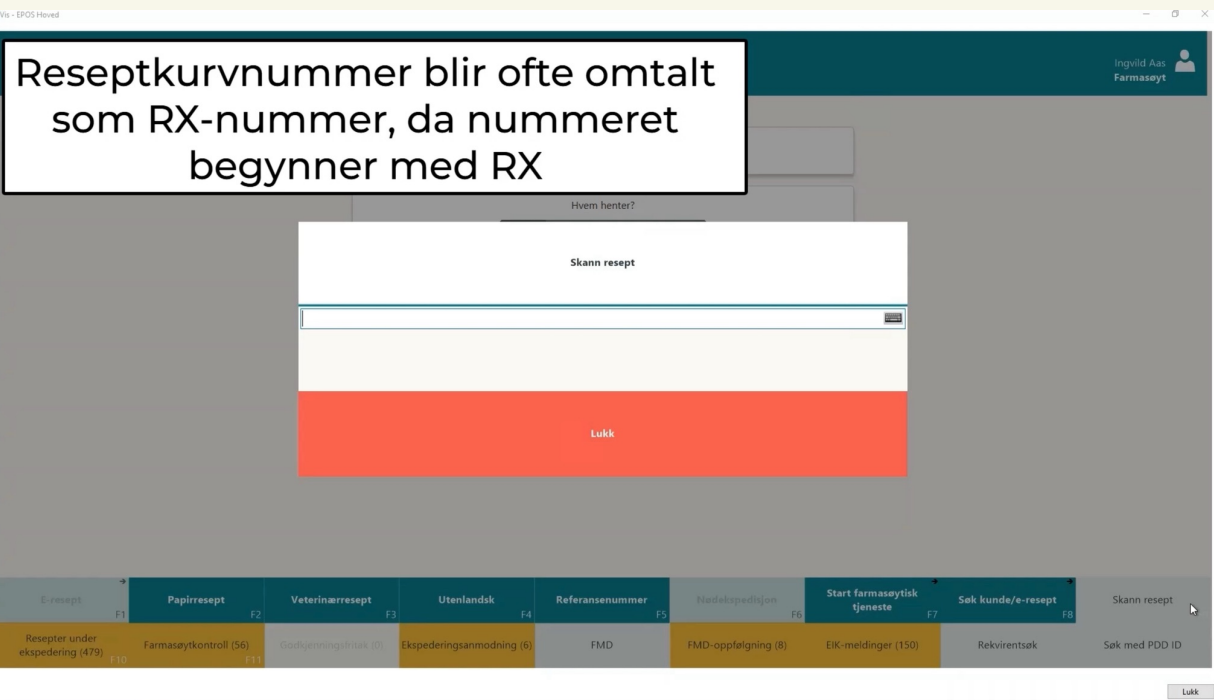 Vis - EPOS Hoved
Ingvild Aas
Farmasøyt
Reseptkurvnummer blir ofte omtalt
som RX-nummer, da nummeret
begynner med RX
Hvem henter?
Skann resept
Lukk
E-resept F1
Papirresept F2
Veterinærresept F3
Utenlandsk F4
Referansenummer F5
Nødekspedisjon F6
Start farmasøytisk
tjeneste F7
Søk kunde/e-resept F8
Skann resept
Resepter under
ekspedering (479) F10
Farmasøytkontroll (56) F11
Godkjenningsfritak (0)
Ekspederingsanmodning (6)
FMD
FMD-oppfølgning (8)
EIK-meldinger (150)
Rekvirentsøk
Søk med PDD ID
Lukk